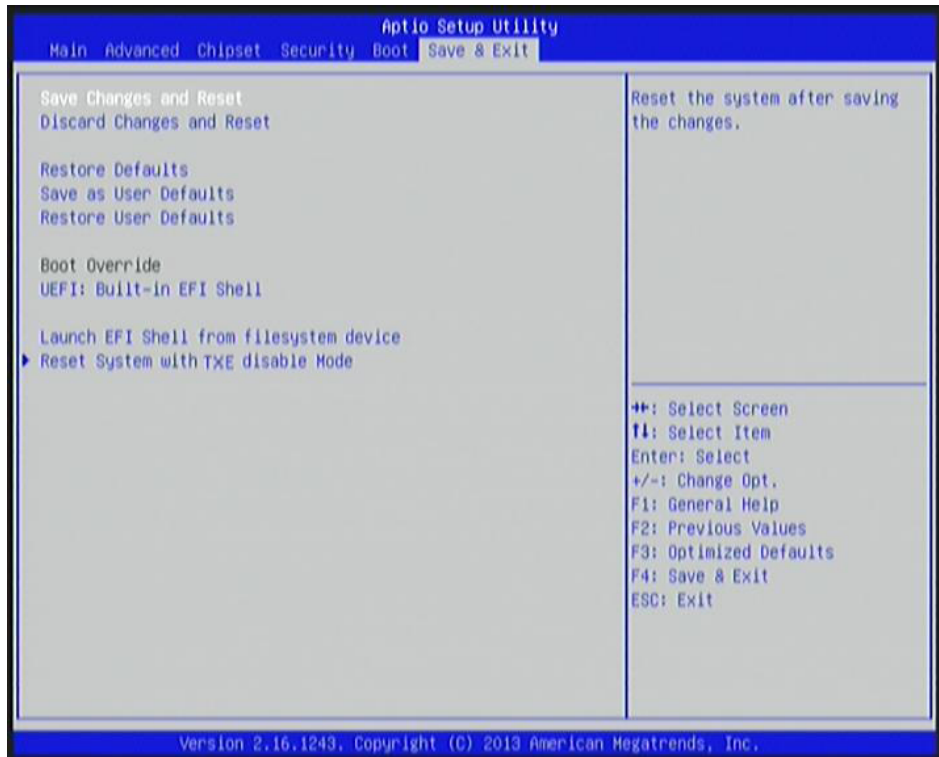 Aptio Setup Utility
Main Advanced Chipset Security Boot Save & Exit
Save Changes and Reset
Discard Changes and Reset
Restore Defaults
Save as User Defaults
Restore User Defaults
Boot Override
UEFI: Built-in EFI Shell
Launch EFI Shell from filesystem device
Reset System with TXE disable Mode
Reset the system after saving
the changes.
→←: Select Screen
↑↓: Select Item
Enter: Select
+/-: Change Opt.
F1: General Help
F2: Previous Values
F3: Optimized Defaults
F4: Save & Exit
ESC: Exit
Version 2.16.1243. Copyright (C) 2013 American Megatrends, Inc.